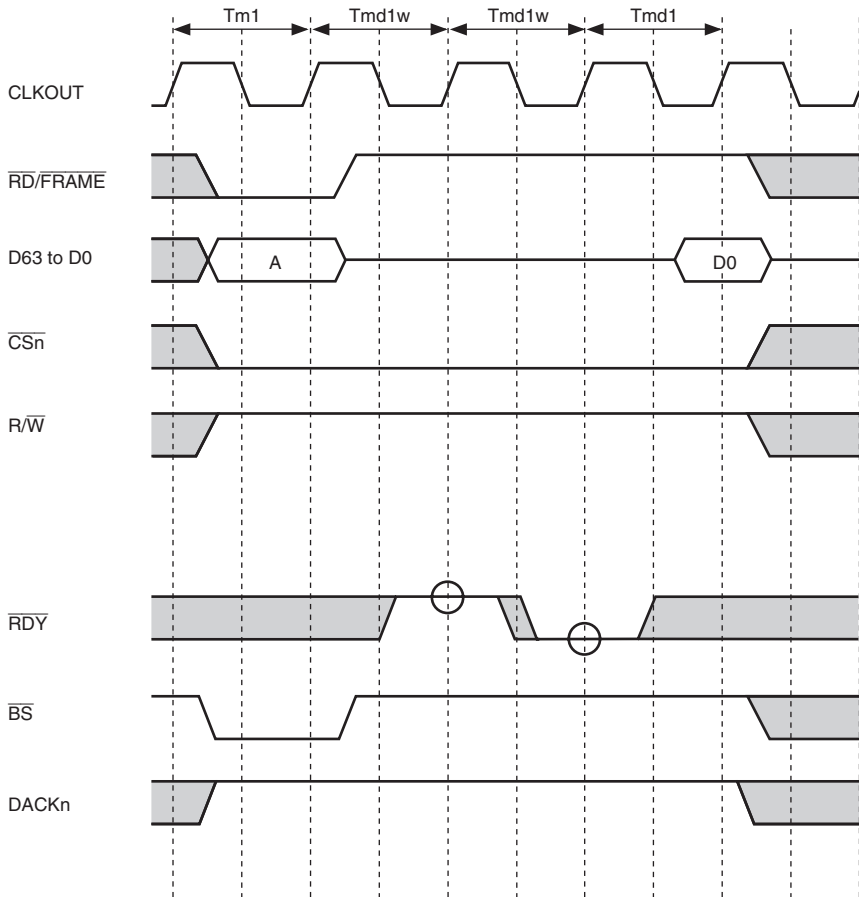 Tm1 Tmd1w Tmd1w Tmd1
CLKOUT
RD/FRAME
D63 to D0
A
D0
CSn
R/W
RDY
BS
DACKn